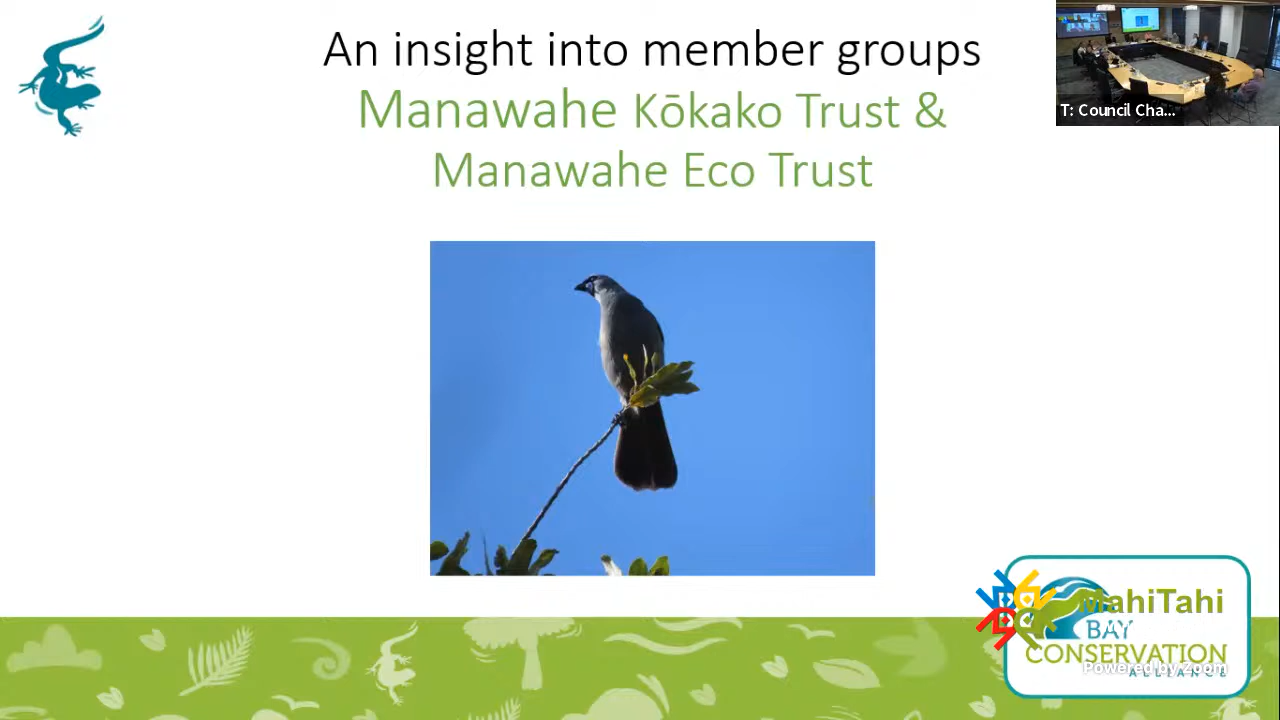 An insight into member groups
Manawahe Kōkako Trust &
Manawahe Eco Trust
T: Council Cha...
MahiTahi
BAY
CONSERVATION
Powered by Zoom
ALLIANCE